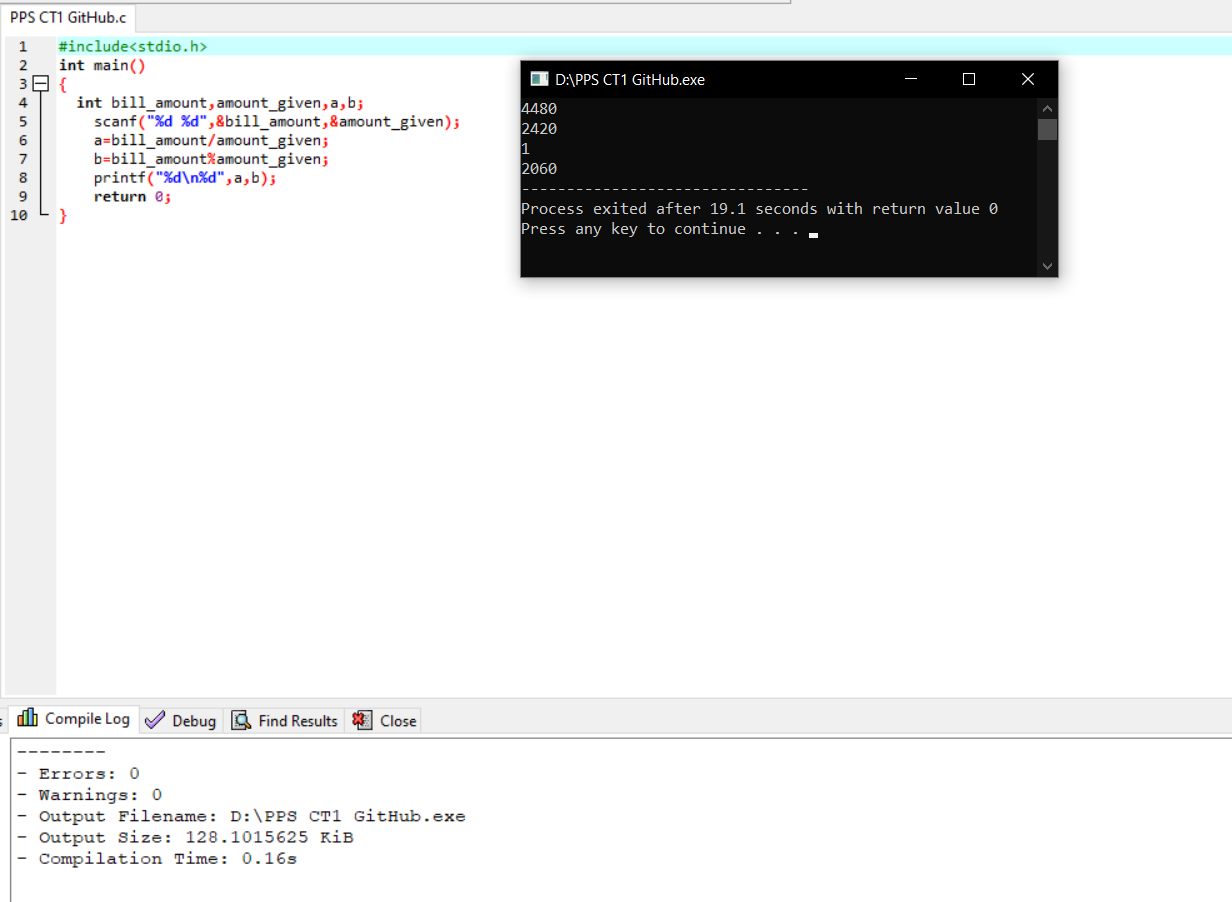 PPS CT1 GitHub.c
1 #include<stdio.h>
2 int main()
3 {
4 int bill_amount,amount_given,a,b;
5 scanf("%d %d",&bill_amount,&amount_given);
6 a=bill_amount/amount_given;
7 b=bill_amount%amount_given;
8 printf("%d\n%d",a,b);
9 return 0;
10 }
D:\PPS CT1 GitHub.exe
4480
2420
1
2060
--------------------------------
Process exited after 19.1 seconds with return value 0
Press any key to continue . . .
Compile Log Debug Find Results Close
--------
- Errors: 0
- Warnings: 0
- Output Filename: D:\PPS CT1 GitHub.exe
- Output Size: 128.1015625 KiB
- Compilation Time: 0.16s